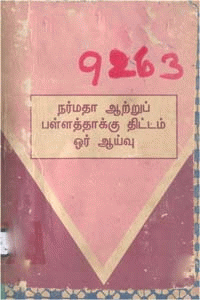 9263
நர்மதா ஆற்றுப்
பள்ளத்தாக்கு திட்டம்
ஓர் ஆய்வு